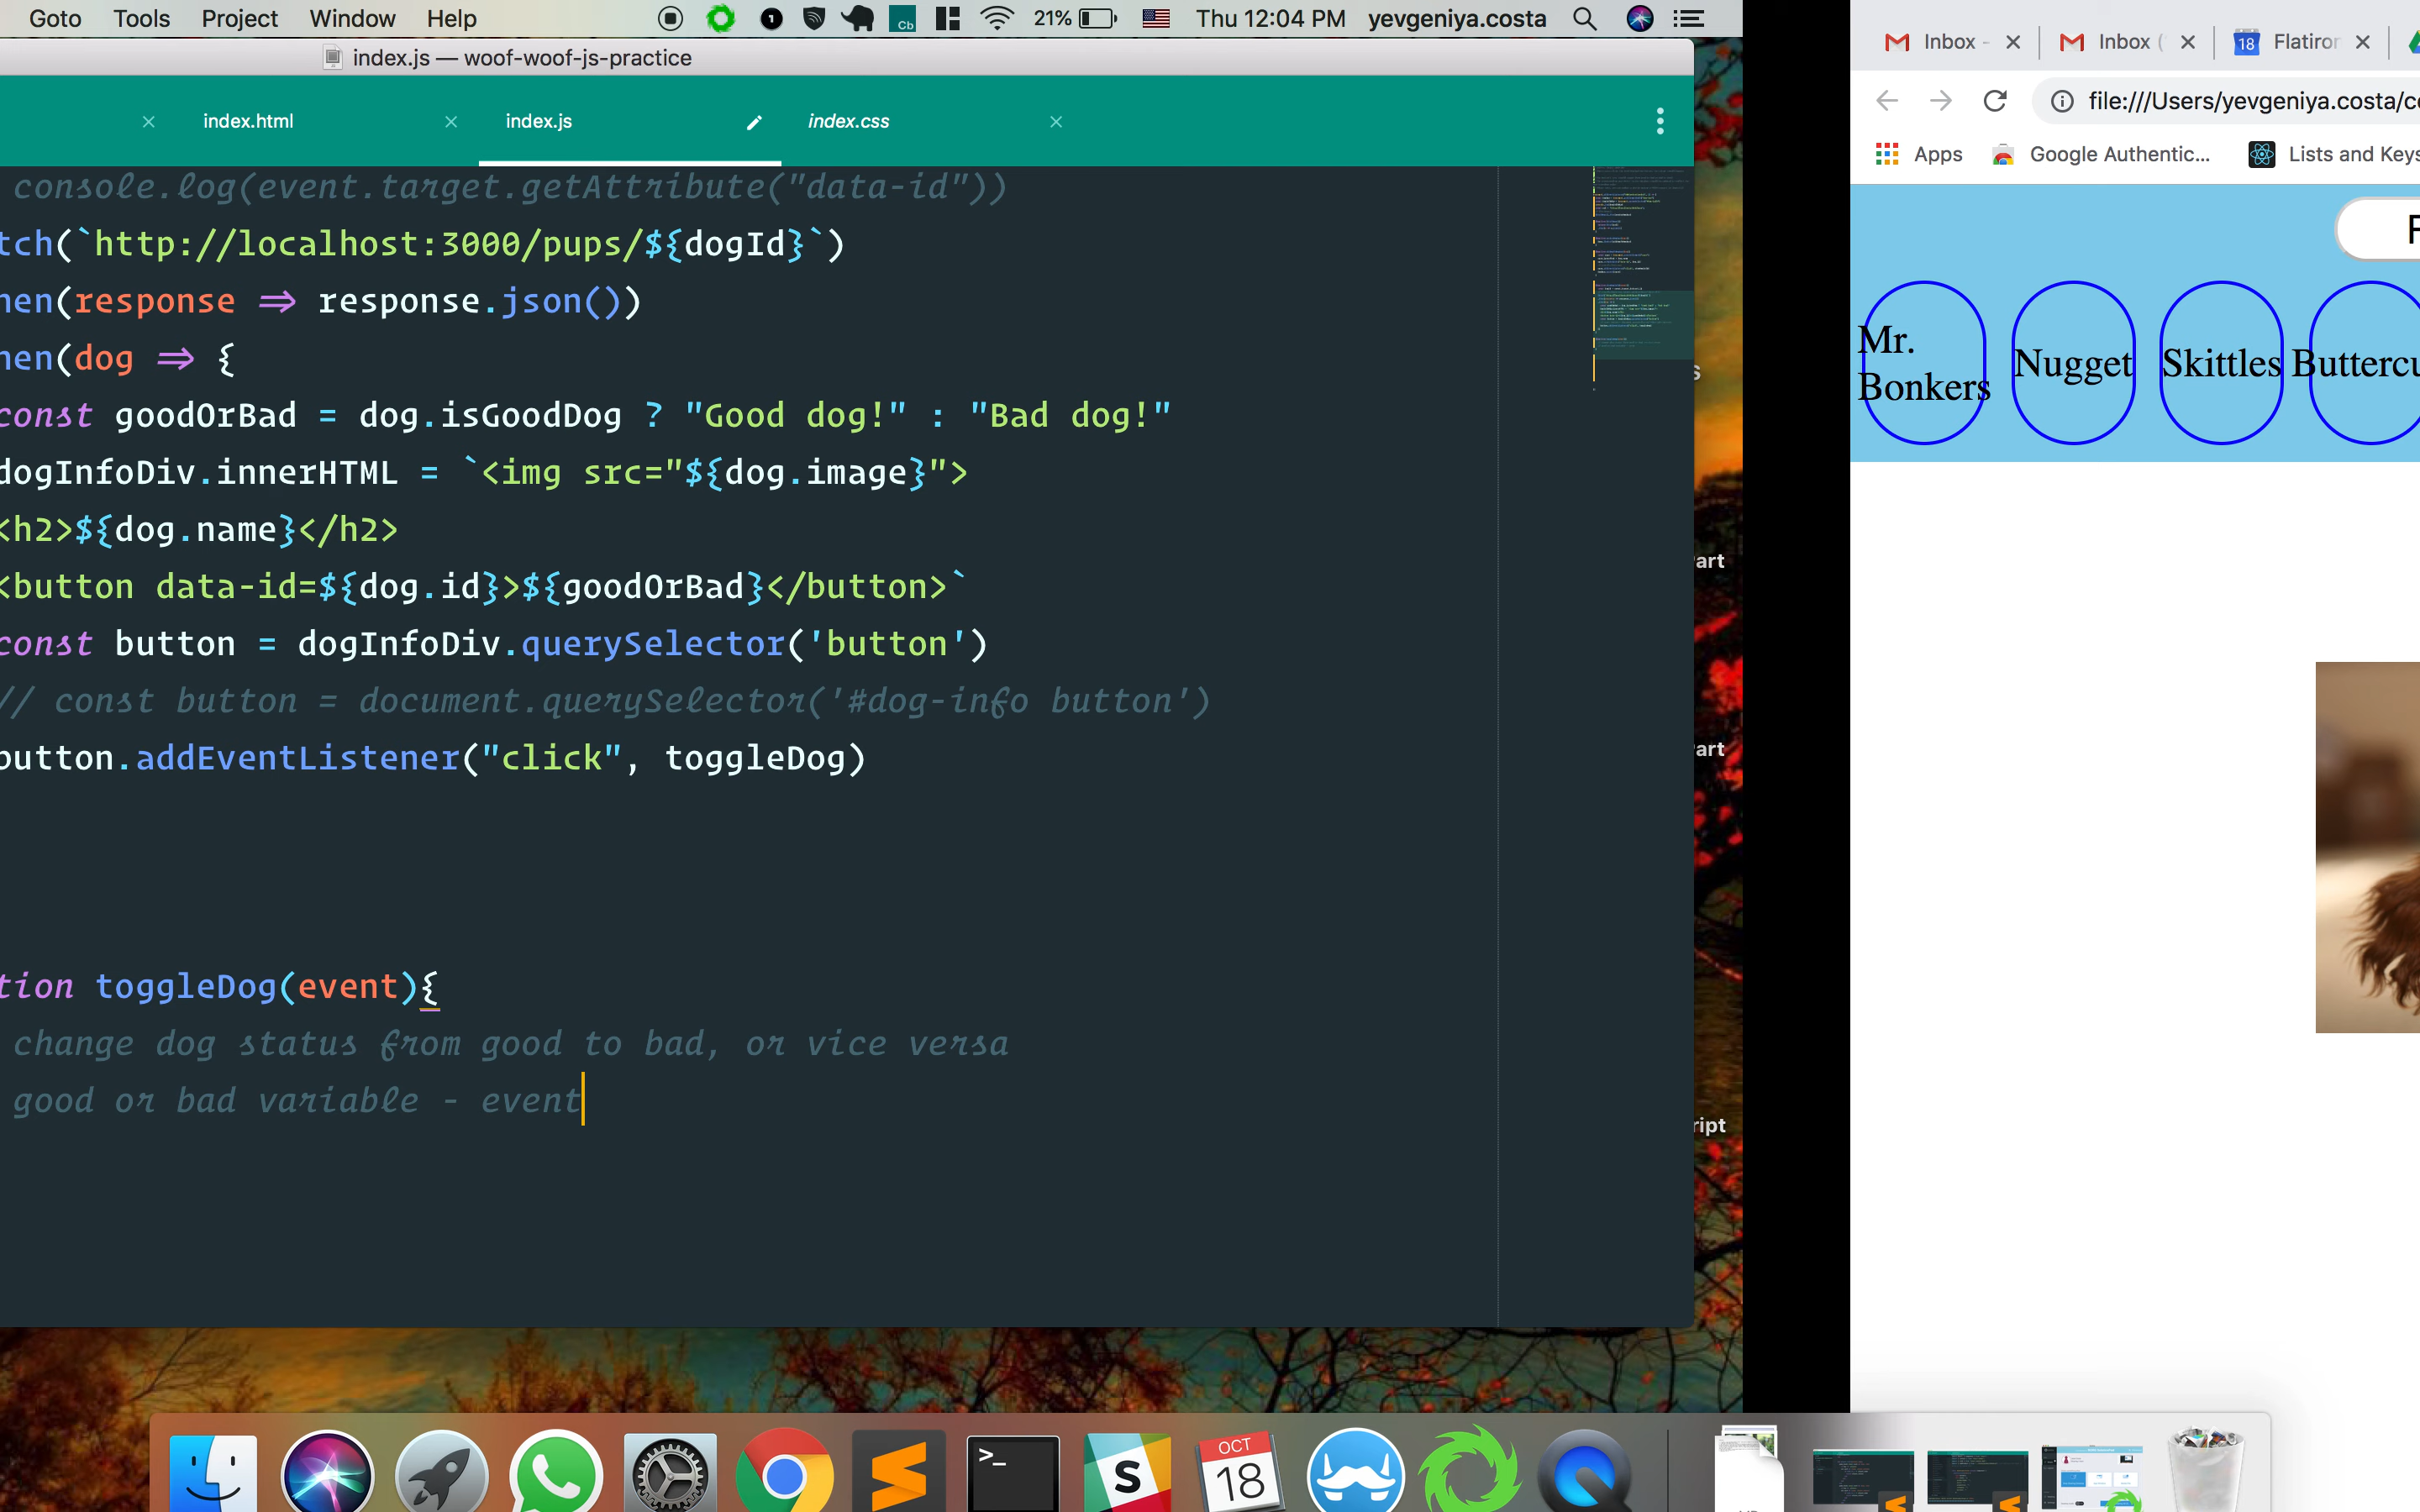 Goto Tools Project Window Help 1 Cb 21% Thu 12:04 PM yevgeniya.costa
index.js — woof-woof-js-practice
index.html index.js index.css
console.log(event.target.getAttribute("data-id"))
tch(`http://localhost:3000/pups/${dogId}`)
hen(response => response.json())
hen(dog => {
const goodOrBad = dog.isGoodDog ? "Good dog!" : "Bad dog!"
dogInfoDiv.innerHTML = `<img src="${dog.image}">
<h2>${dog.name}</h2>
<button data-id=${dog.id}>${goodOrBad}</button>`
const button = dogInfoDiv.querySelector('button')
// const button = document.querySelector('#dog-info button')
button.addEventListener("click", toggleDog)
tion toggleDog(event){
change dog status from good to bad, or vice versa
good or bad variable - event
s
art
art
ript
Inbox - Inbox ( 18 Flatiror
file:///Users/yevgeniya.costa/c
Apps Google Authentic... Lists and Keys
F
Mr. Bonkers
Nugget
Skittles
Buttercu
>_
S
OCT
18